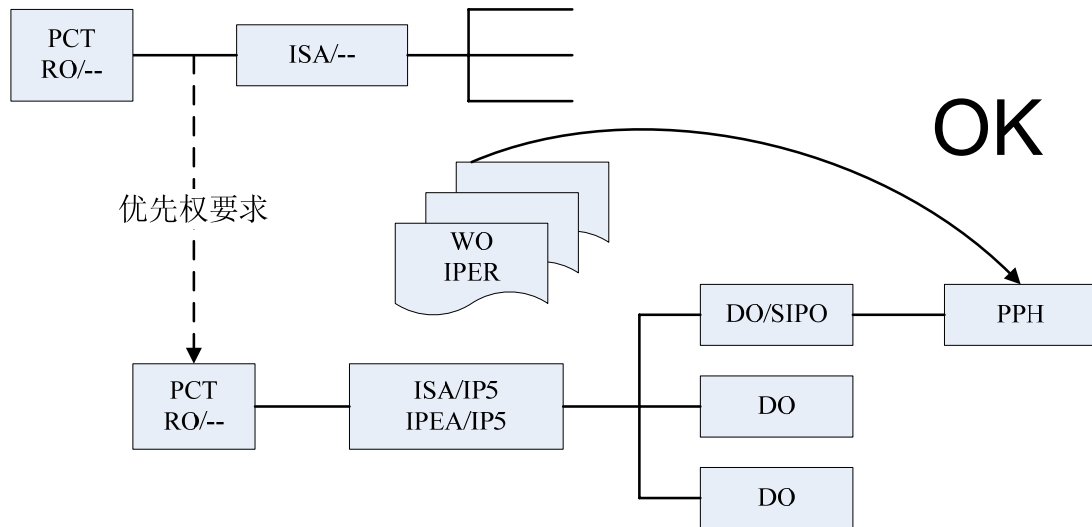 PCT
RO/--
ISA/--
OK
优先权要求
WO
IPER
DO/SIPO
PPH
PCT
RO/--
ISA/IP5
IPEA/IP5
DO
DO